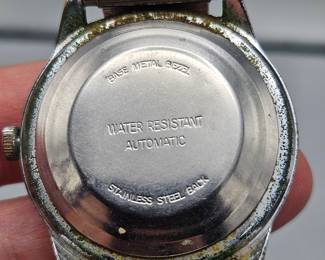 BASE METAL BEZEL
WATER RESISTANT
AUTOMATIC
STAINLESS STEEL BACK